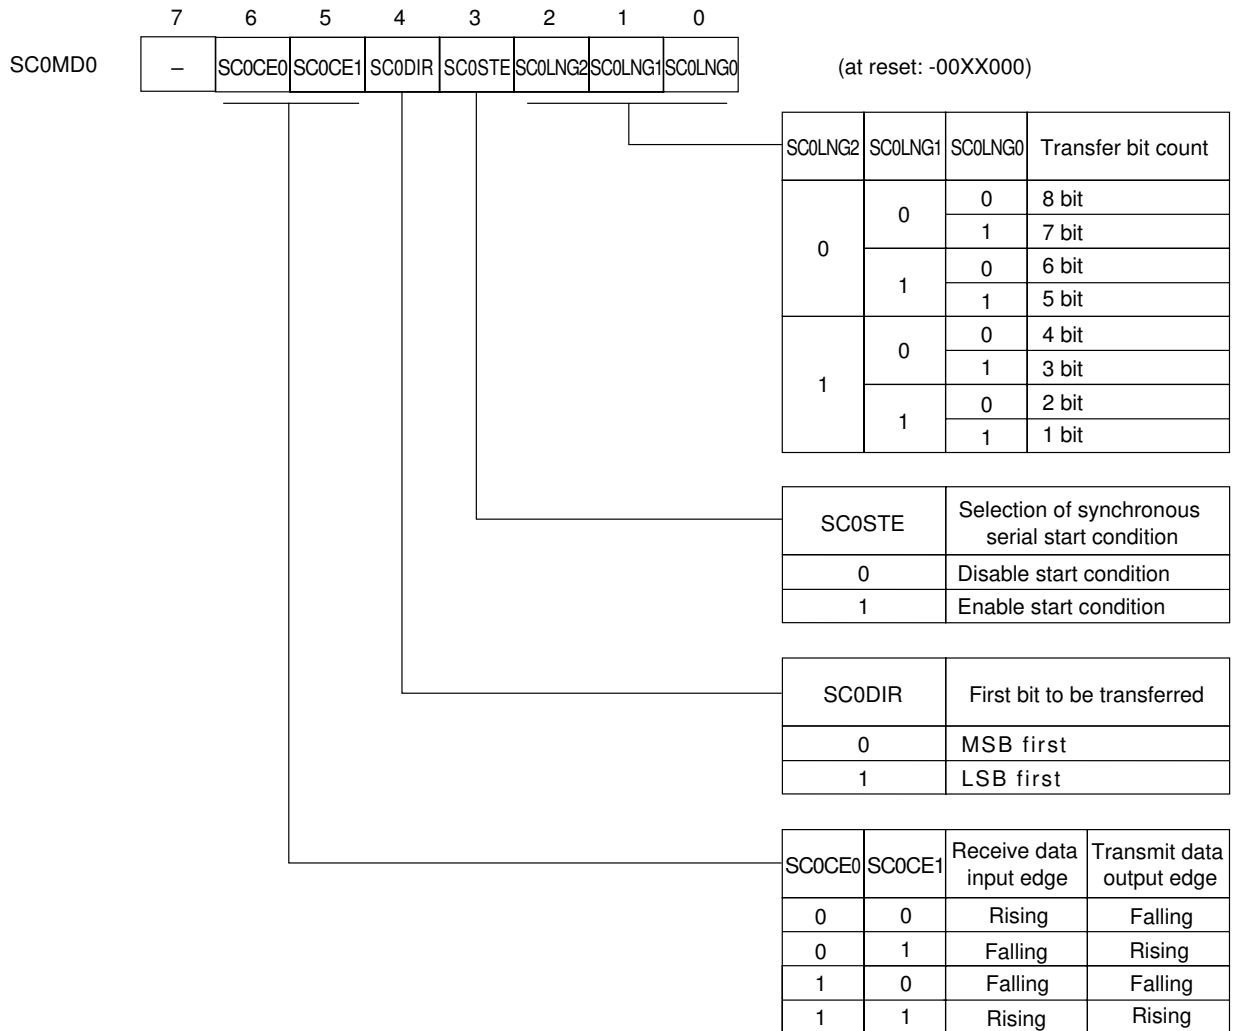 7 6 5 4 3 2 1 0
SC0MD0 – SC0CE0 SC0CE1 SC0DIR SC0STE SC0LNG2 SC0LNG1 SC0LNG0 (at reset: -00XX000)
SC0LNG2 SC0LNG1 SC0LNG0 Transfer bit count
0 0 0 8 bit
1 7 bit
1 0 6 bit
1 5 bit
1 0 0 4 bit
1 3 bit
1 0 2 bit
1 1 bit
SC0STE Selection of synchronous
serial start condition
0 Disable start condition
1 Enable start condition
SC0DIR First bit to be transferred
0 MSB first
1 LSB first
SC0CE0 SC0CE1 Receive data Transmit data
input edge output edge
0 0 Rising Falling
0 1 Falling Rising
1 0 Falling Falling
1 1 Rising Rising